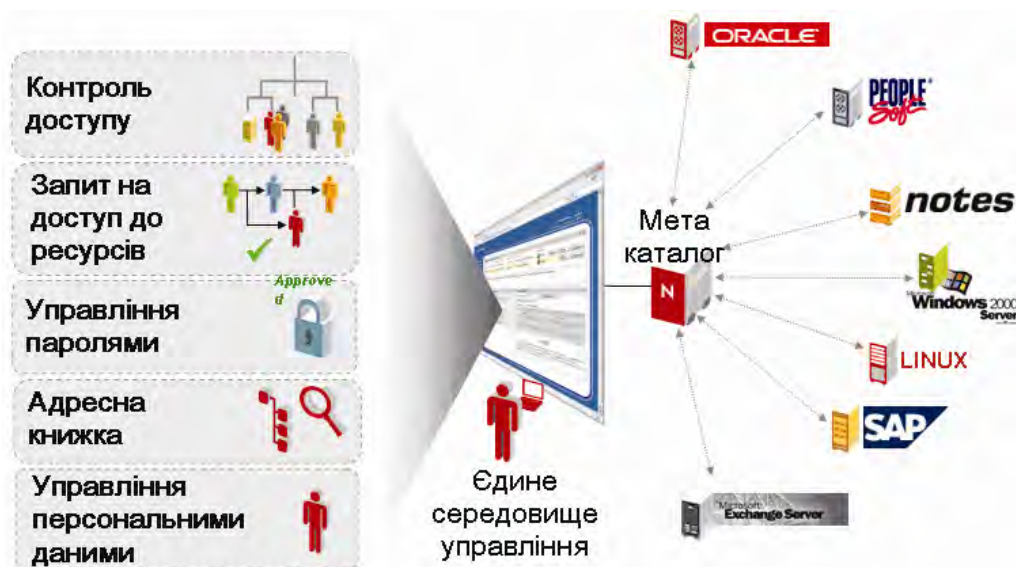 Контроль
доступу
Запит на
доступ до
ресурсів
Approve
d
Управління
паролями
Адресна
книжка
Управління
персональними
даними
Єдине
середовище
управління
Мета
каталог
N
ORACLE
PEOPLE
Soft
notes
Microsoft
Windows 2000
Server
LINUX
SAP
Microsoft
Exchange Server